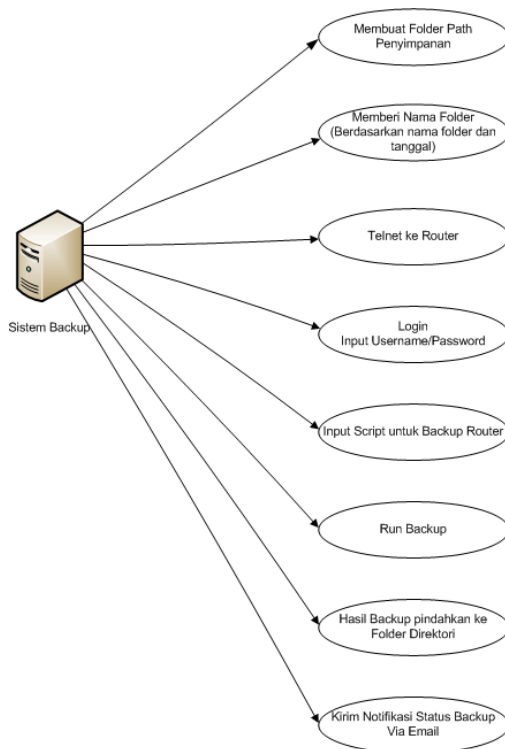 Membuat Folder Path
Penyimpanan
Memberi Nama Folder
(Berdasarkan nama folder dan
tanggal)
Telnet ke Router
Sistem Backup
Login
Input Username/Password
Input Script untuk Backup Router
Run Backup
Hasil Backup pindahkan ke
Folder Direktori
Kirim Notifikasi Status Backup
Via Email